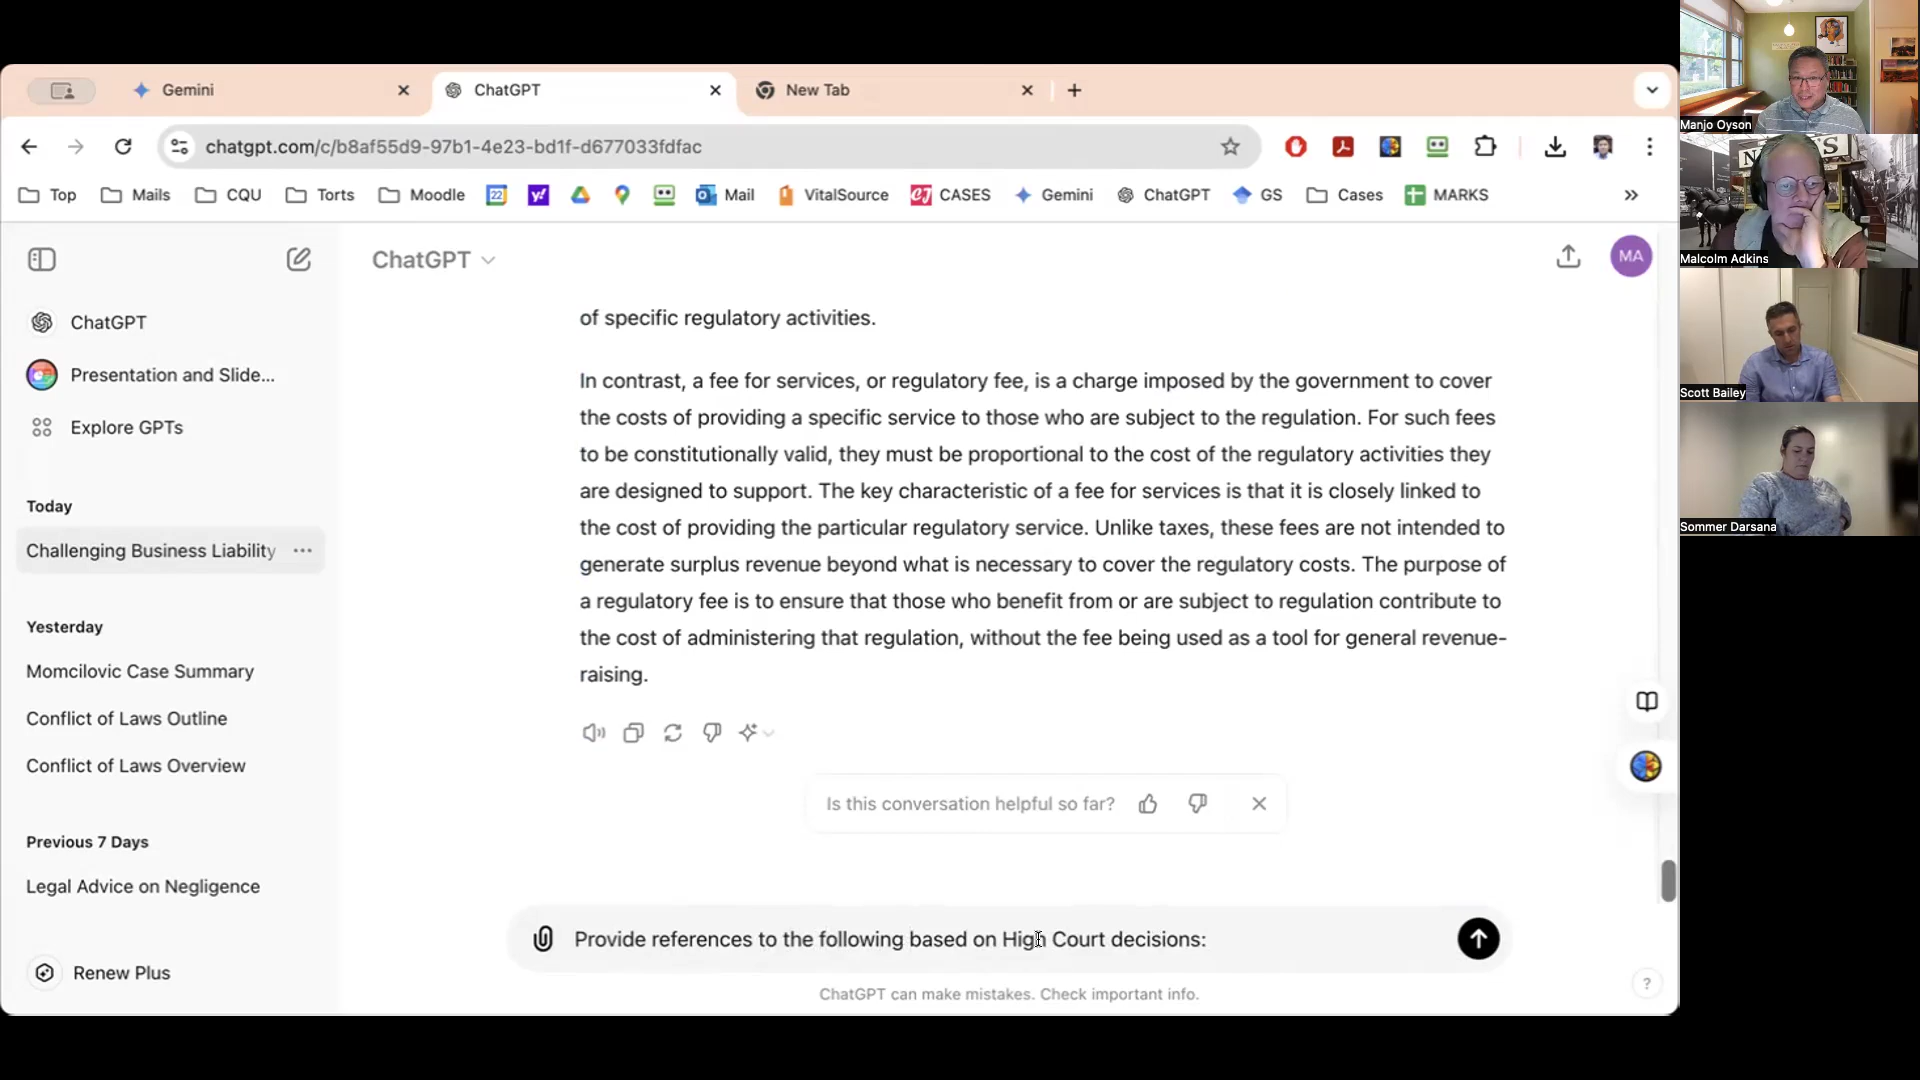 Gemini
ChatGPT
New Tab
chatgpt.com/c/b8af55d9-97b1-4e23-bd1f-d677033fdfac
Top
Mails
CQU
Torts
Moodle
22
y!
Mail
VitalSource
CJ CASES
Gemini
ChatGPT
GS
Cases
MARKS
ChatGPT
MA
ChatGPT
Presentation and Slide...
Explore GPTs
Today
Challenging Business Liability
Yesterday
Momcilovic Case Summary
Conflict of Laws Outline
Conflict of Laws Overview
Previous 7 Days
Legal Advice on Negligence
Renew Plus
of specific regulatory activities.
In contrast, a fee for services, or regulatory fee, is a charge imposed by the government to cover
the costs of providing a specific service to those who are subject to the regulation. For such fees
to be constitutionally valid, they must be proportional to the cost of the regulatory activities they
are designed to support. The key characteristic of a fee for services is that it is closely linked to
the cost of providing the particular regulatory service. Unlike taxes, these fees are not intended to
generate surplus revenue beyond what is necessary to cover the regulatory costs. The purpose of
a regulatory fee is to ensure that those who benefit from or are subject to regulation contribute to
the cost of administering that regulation, without the fee being used as a tool for general revenue-
raising.
Is this conversation helpful so far?
Provide references to the following based on High Court decisions:
ChatGPT can make mistakes. Check important info.
?
Manjo Oyson
Malcolm Adkins
Scott Bailey
Sommer Darsana